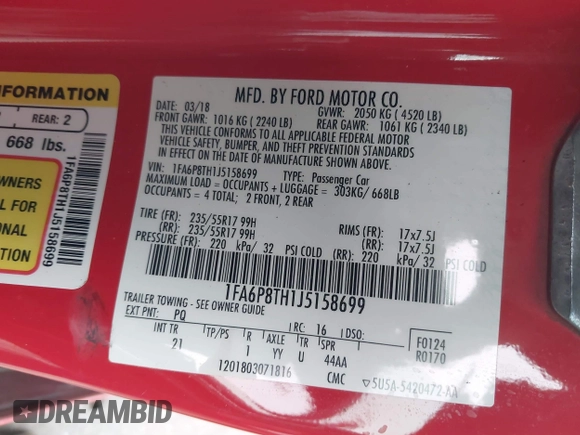 NFORMATION
REAR: 2
668 lbs.
WNERS
L FOR
ONAL
TION
1FA6P8TH1J5158699
MFD. BY FORD MOTOR CO.
DATE: 03/18 GVWR: 2050 KG ( 4520 LB)
FRONT GAWR: 1016 KG ( 2240 LB) REAR GAWR: 1061 KG ( 2340 LB)
THIS VEHICLE CONFORMS TO ALL APPLICABLE FEDERAL MOTOR
VEHICLE SAFETY, BUMPER, AND THEFT PREVENTION STANDARDS
IN EFFECT ON THE DATE OF MANUFACTURE SHOWN ABOVE.
VIN: 1FA6P8TH1J5158699 TYPE: Passenger Car
MAXIMUM LOAD = OCCUPANTS + LUGGAGE = 303KG/ 668LB
OCCUPANTS = 4 TOTAL; 2 FRONT, 2 REAR
TIRE (FR): 235/55R17 99H RIMS (FR): 17x7.5J
(RR): 235/55R17 99H (RR): 17x7.5J
PRESSURE (FR): 220 kPa/ 32 PSI COLD (RR): 220 kPa/ 32 PSI COLD
1FA6P8TH1J5158699
TRAILER TOWING - SEE OWNER GUIDE
EXT PNT: PQ RC: 16 DSO: F0124
INT TR TP/PS R AXLE TR SPR R0170
21 1 YY U 44AA
1201803071816 CMC ▽5U5A-5420472-AA
DREAMBID